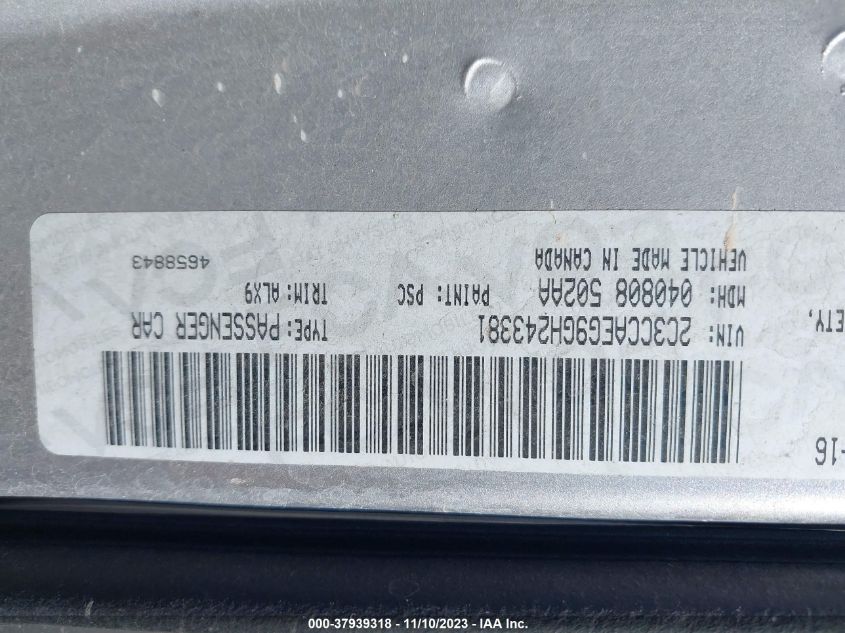 -16
ETY,
VIN: 2C3CCAEG9GH243381 TYPE: PASSENGER CAR
MDH: 040808 502AA PAINT: PSC TRIM: ALX9
VEHICLE MADE IN CANADA 4658843
000-37939318 - 11/10/2023 - © IAA Inc.